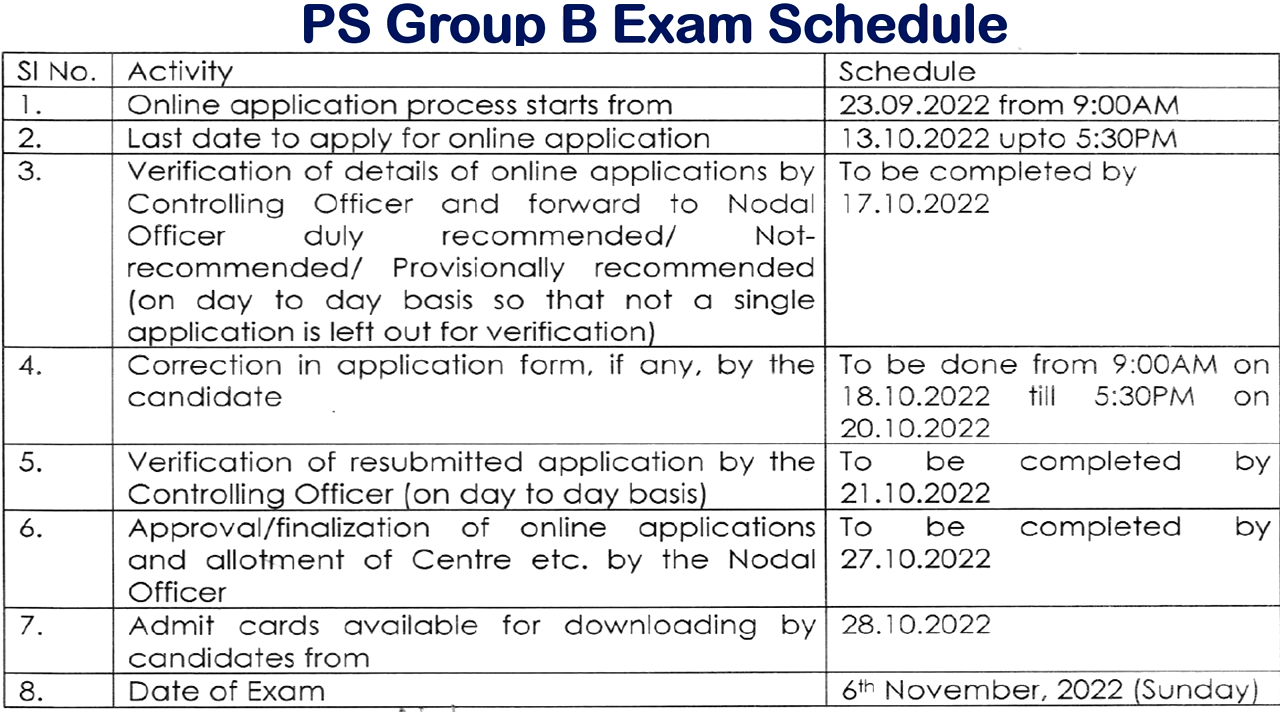 PS Group B Exam Schedule
Sl No. Activity Schedule
1. Online application process starts from 23.09.2022 from 9:00AM
2. Last date to apply for online application 13.10.2022 upto 5:30PM
3. Verification of details of online applications by To be completed by
Controlling Officer and forward to Nodal 17.10.2022
Officer duly recommended/ Not-
recommended/ Provisionally recommended
(on day to day basis so that not a single
application is left out for verification)
4. Correction in application form, if any, by the To be done from 9:00AM on
candidate 18.10.2022 till 5:30PM on
20.10.2022
5. Verification of resubmitted application by the To be completed by
Controlling Officer (on day to day basis) 21.10.2022
6. Approval/finalization of online applications To be completed by
and allotment of Centre etc. by the Nodal 27.10.2022
Officer
7. Admit cards available for downloading by 28.10.2022
candidates from
8. Date of Exam 6th November, 2022 (Sunday)